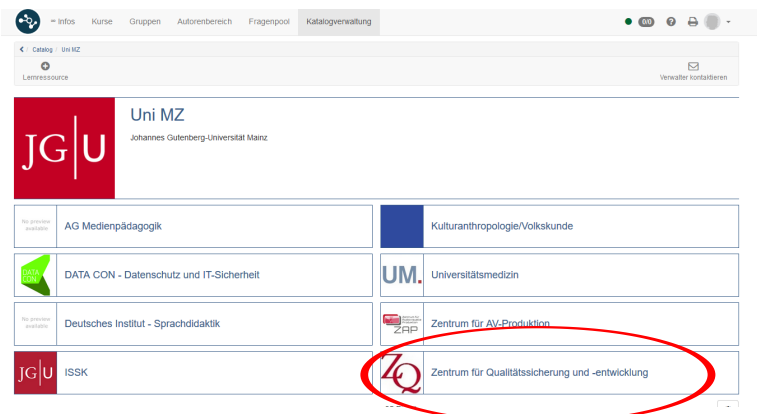 Infos Kurse Gruppen Autorenbereich Fragenpool Katalogverwaltung 0/0
Catalog / Uni MZ
Lernressource
Verwalter kontaktieren
JG|U
Uni MZ
Johannes Gutenberg-Universität Mainz
No preview available
AG Medienpädagogik
Kulturanthropologie/Volkskunde
DATA CON
DATA CON - Datenschutz und IT-Sicherheit
UM.
Universitätsmedizin
No preview available
Deutsches Institut - Sprachdidaktik
ZAP
Zentrum für AV-Produktion
JG|U
ISSK
ZQ
Zentrum für Qualitätssicherung und -entwicklung